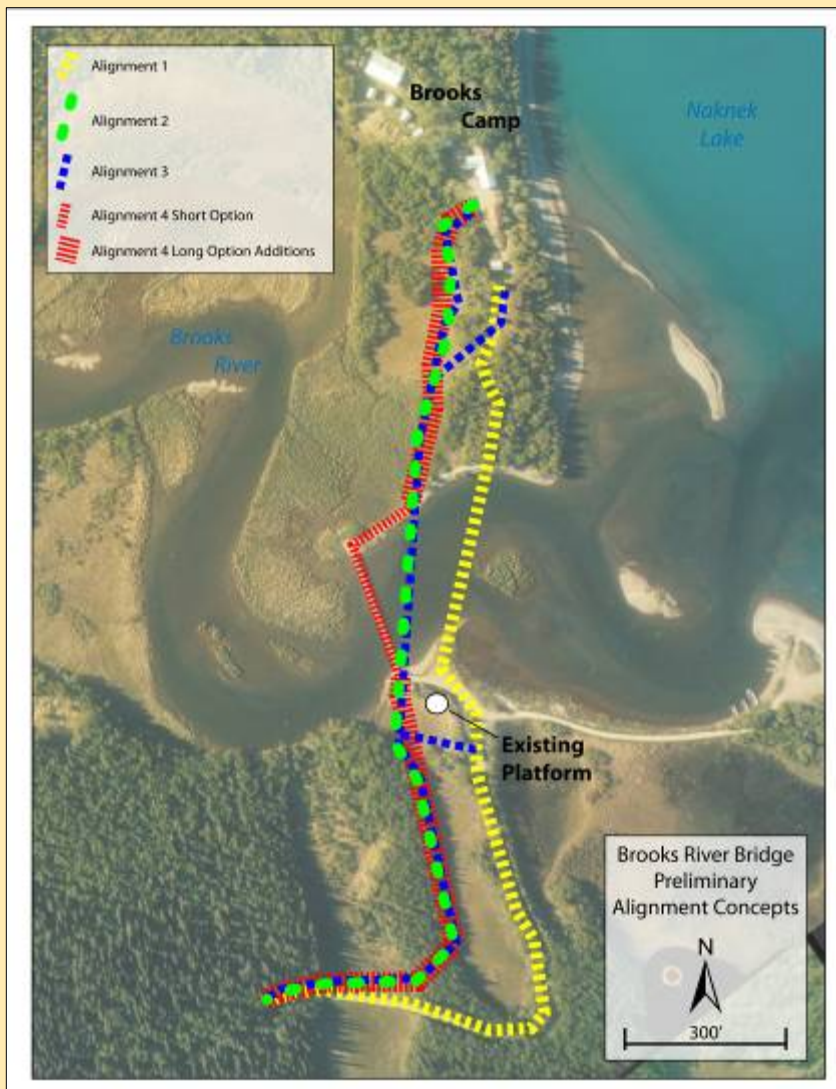 Alignment 1
Alignment 2
Alignment 3
Alignment 4 Short Option
Alignment 4 Long Option Additions
Brooks
Camp
Naknek
Lake
Brooks
River
Existing
Platform
Brooks River Bridge
Preliminary
Alignment Concepts
N
300'